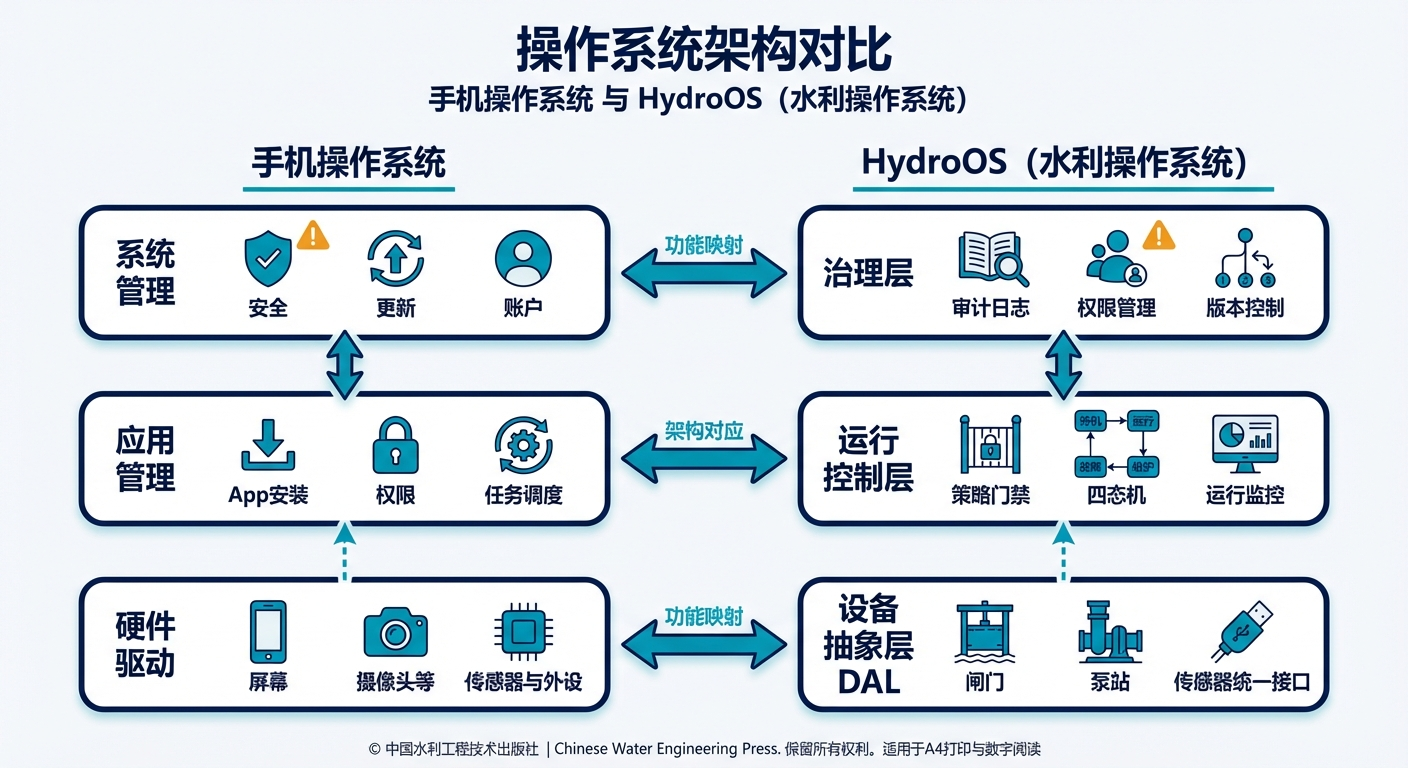 操作系统架构对比
手机操作系统 与 HydroOS（水利操作系统）
手机操作系统
HydroOS（水利操作系统）
系统
管理
安全
更新
账户
功能映射
治理层
审计日志
权限管理
版本控制
应用
管理
App安装
权限
任务调度
架构对应
运行
控制层
策略门禁
四态机
运行监控
硬件
驱动
屏幕
摄像头等
传感器与外设
功能映射
设备
抽象层
DAL
闸门
泵站
传感器统一接口
© 中国水利工程技术出版社 | Chinese Water Engineering Press. 保留所有权利。适用于A4打印与数字阅读